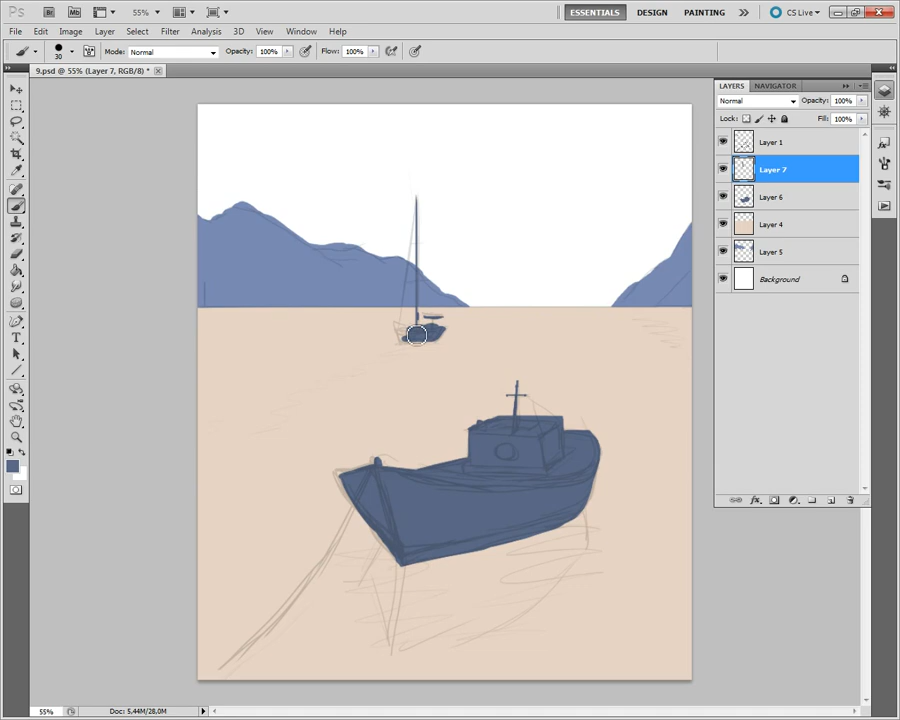 Ps Br Mb 55% ESSENTIALS DESIGN PAINTING CS Live
File Edit Image Layer Select Filter Analysis 3D View Window Help
30 Mode: Normal Opacity: 100% Flow: 100%
9.psd @ 55% (Layer 7, RGB/8) *
LAYERS NAVIGATOR
Normal Opacity: 100%
Lock: Fill: 100%
Layer 1
Layer 7
Layer 6
Layer 4
Layer 5
Background
55% Doc: 5,44M/28,0M